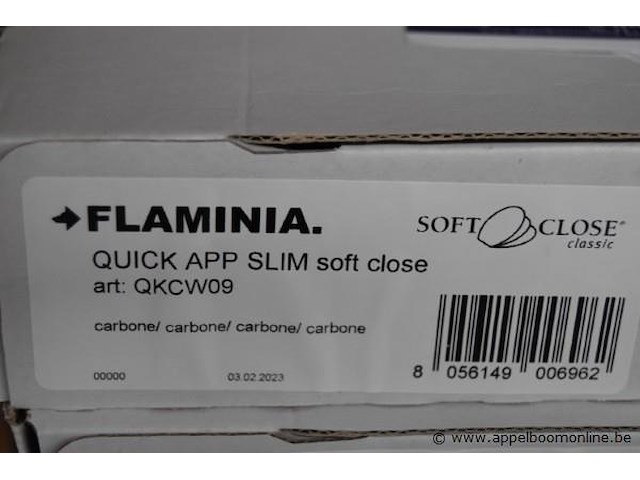 FLAMINIA.
SOFT CLOSE®
classic
QUICK APP SLIM soft close
art: QKCW09
carbone/ carbone/ carbone/ carbone
00000 03.02.2023
8 056149 006962
© www.appelboomonline.be